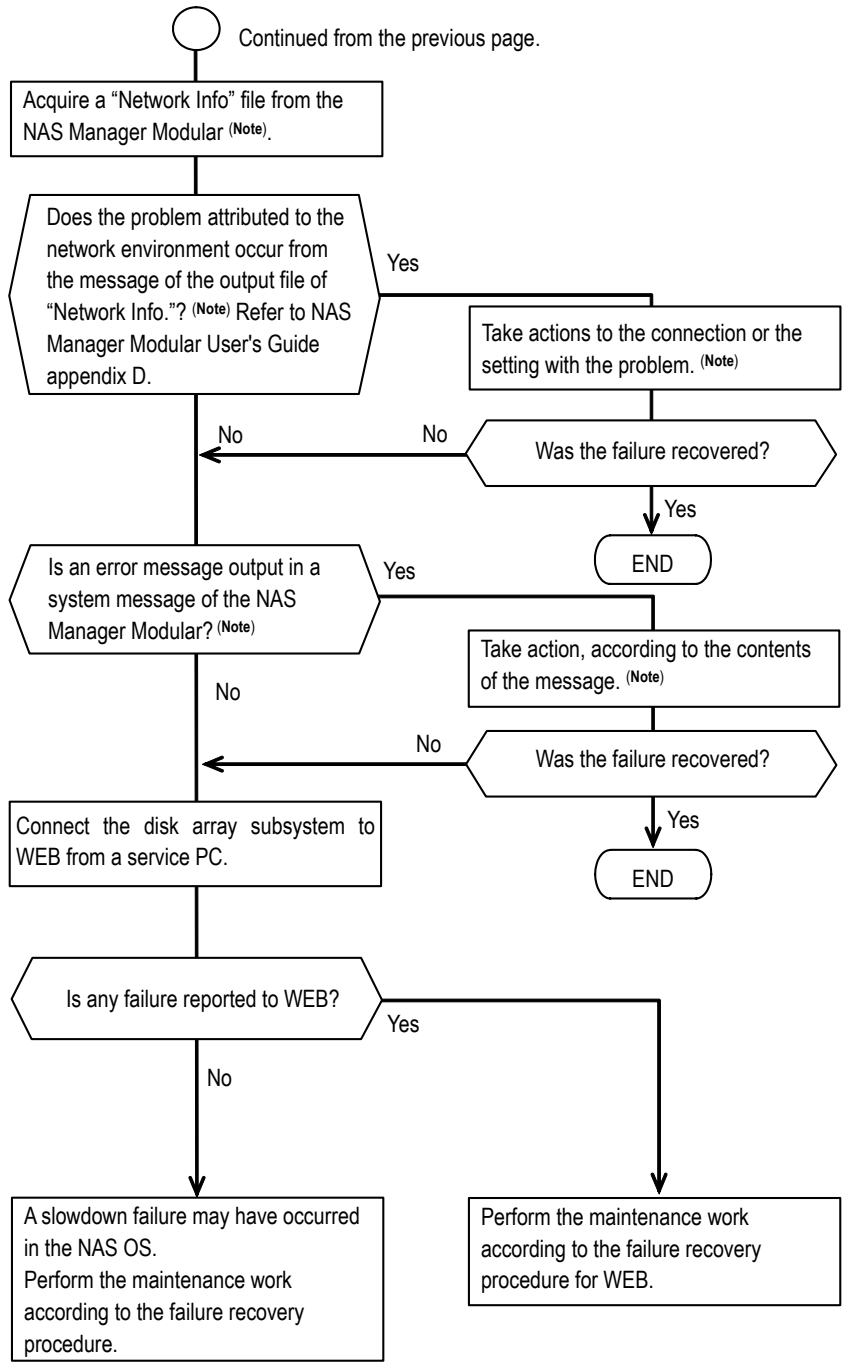 Continued from the previous page.
Acquire a “Network Info” file from the
NAS Manager Modular (Note).
Does the problem attributed to the
network environment occur from
the message of the output file of
“Network Info.”? (Note) Refer to NAS
Manager Modular User's Guide
appendix D.
Yes
Take actions to the connection or the
setting with the problem. (Note)
No
No
Was the failure recovered?
Yes
END
Is an error message output in a
system message of the NAS
Manager Modular? (Note)
Yes
Take action, according to the contents
of the message. (Note)
No
No
Was the failure recovered?
Yes
END
Connect the disk array subsystem to
WEB from a service PC.
Is any failure reported to WEB?
Yes
No
A slowdown failure may have occurred
in the NAS OS.
Perform the maintenance work
according to the failure recovery
procedure.
Perform the maintenance work
according to the failure recovery
procedure for WEB.